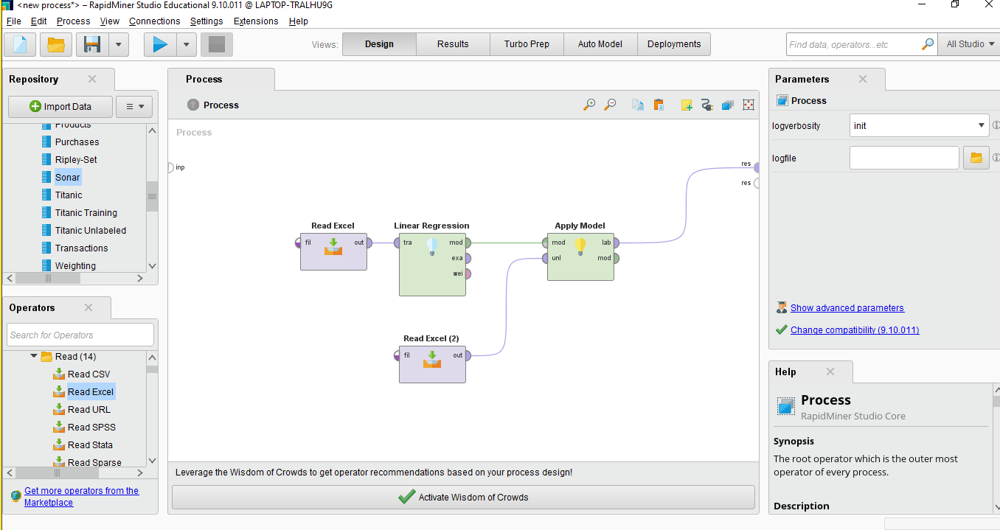 <new process*> – RapidMiner Studio Educational 9.10.011 @ LAPTOP-TRALHU9G
File Edit Process View Connections Settings Extensions Help
Views: Design Results Turbo Prep Auto Model Deployments
Find data, operators...etc
All Studio
Repository
Import Data
Products
Purchases
Ripley-Set
Sonar
Titanic
Titanic Training
Titanic Unlabeled
Transactions
Weighting
Operators
Search for Operators
Read (14)
Read CSV
Read Excel
Read URL
Read SPSS
Read Stata
Read Sparse
Get more operators from the
Marketplace
Process
Process
Process
inp
res
res
Read Excel
fil out
Linear Regression
tra mod
exa
wei
Apply Model
mod lab
unl mod
Read Excel (2)
fil out
Leverage the Wisdom of Crowds to get operator recommendations based on your process design!
Activate Wisdom of Crowds
Parameters
Process
logverbosity init
logfile
Show advanced parameters
Change compatibility (9.10.011)
Help
Process
RapidMiner Studio Core
Synopsis
The root operator which is the outer most
operator of every process.
Description